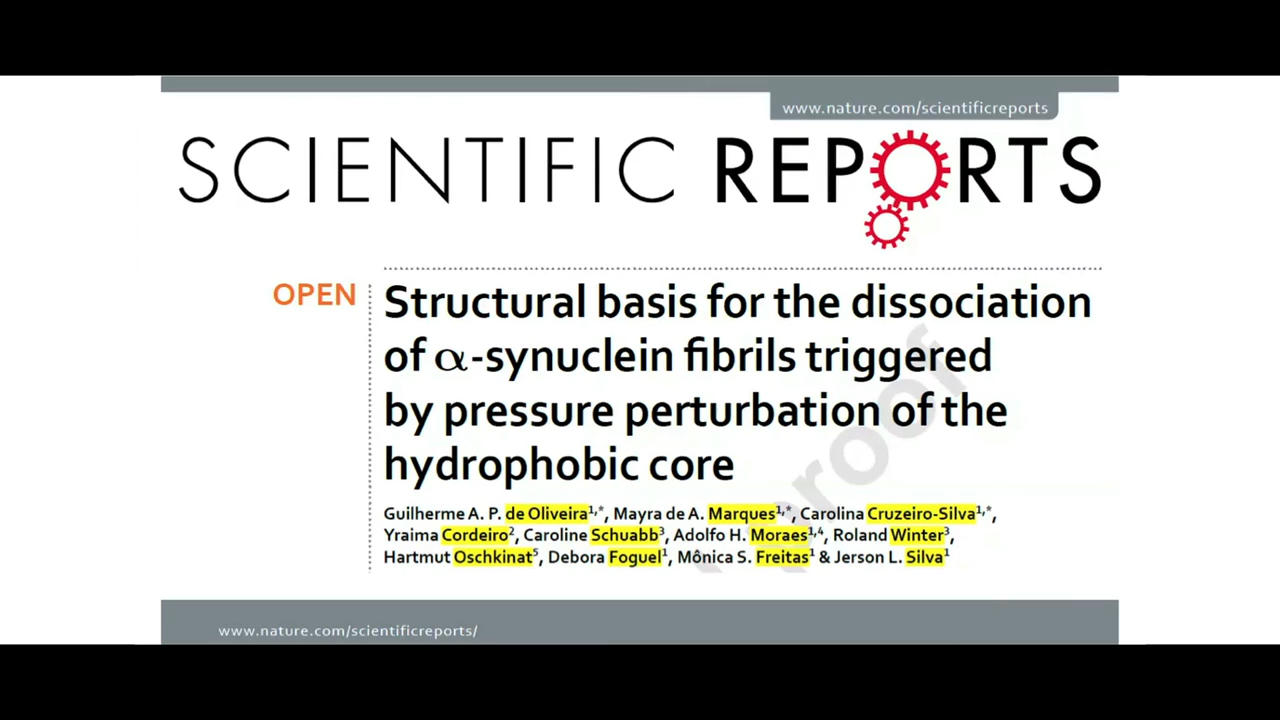 www.nature.com/scientificreports
SCIENTIFIC REPORTS
OPEN
Structural basis for the dissociation
of α-synuclein fibrils triggered
by pressure perturbation of the
hydrophobic core
proof
Guilherme A. P. de Oliveira1,*, Mayra de A. Marques1,*, Carolina Cruzeiro-Silva1,*,
Yraima Cordeiro2, Caroline Schuabb3, Adolfo H. Moraes1,4, Roland Winter3,
Hartmut Oschkinat5, Debora Foguel1, Mônica S. Freitas1 & Jerson L. Silva1
www.nature.com/scientificreports/